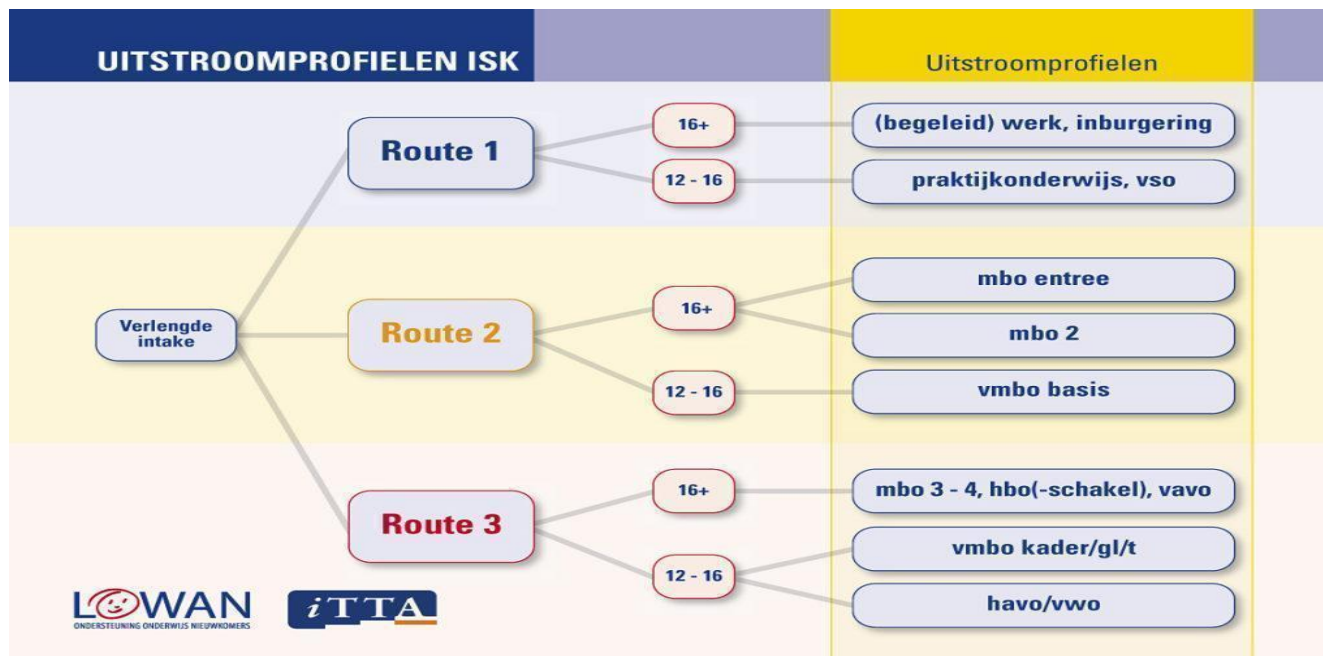 UITSTROOMPROFIELEN ISK
Uitstroomprofielen
Route 1
16+
(begeleid) werk, inburgering
12 - 16
praktijkonderwijs, vso
Verlengde
intake
Route 2
16+
mbo entree
mbo 2
12 - 16
vmbo basis
Route 3
16+
mbo 3 - 4, hbo(-schakel), vavo
12 - 16
vmbo kader/gl/t
havo/vwo
LOWAN
ONDERSTEUNING ONDERWIJS NIEUWKOMERS
iTTA